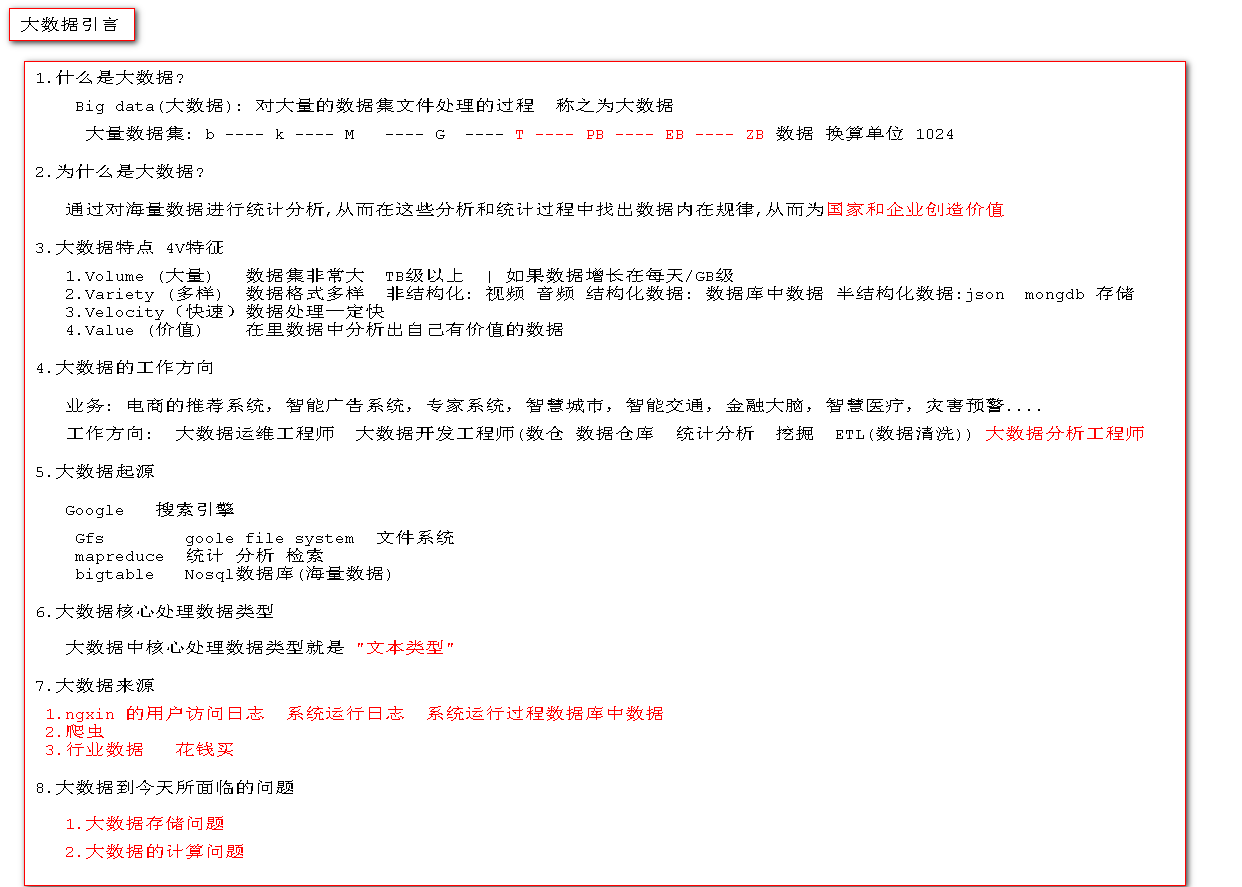 大数据引言
1.什么是大数据?
Big data(大数据): 对大量的数据集文件处理的过程 称之为大数据
大量数据集: b ---- k ---- M ---- G ---- T ---- PB ---- EB ---- ZB 数据 换算单位 1024
2.为什么是大数据?
通过对海量数据进行统计分析,从而在这些分析和统计过程中找出数据内在规律,从而为国家和企业创造价值
3.大数据特点 4V特征
1.Volume (大量) 数据集非常大 TB级以上 | 如果数据增长在每天/GB级
2.Variety (多样) 数据格式多样 非结构化: 视频 音频 结构化数据: 数据库中数据 半结构化数据:json mongdb 存储
3.Velocity（快速）数据处理一定快
4.Value (价值) 在里数据中分析出自己有价值的数据
4.大数据的工作方向
业务: 电商的推荐系统，智能广告系统，专家系统，智慧城市，智能交通，金融大脑，智慧医疗，灾害预警....
工作方向: 大数据运维工程师 大数据开发工程师(数仓 数据仓库 统计分析 挖掘 ETL(数据清洗)) 大数据分析工程师
5.大数据起源
Google 搜索引擎
Gfs goole file system 文件系统
mapreduce 统计 分析 检索
bigtable Nosql数据库(海量数据)
6.大数据核心处理数据类型
大数据中核心处理数据类型就是 "文本类型"
7.大数据来源
1.ngxin 的用户访问日志 系统运行日志 系统运行过程数据库中数据
2.爬虫
3.行业数据 花钱买
8.大数据到今天所面临的问题
1.大数据存储问题
2.大数据的计算问题